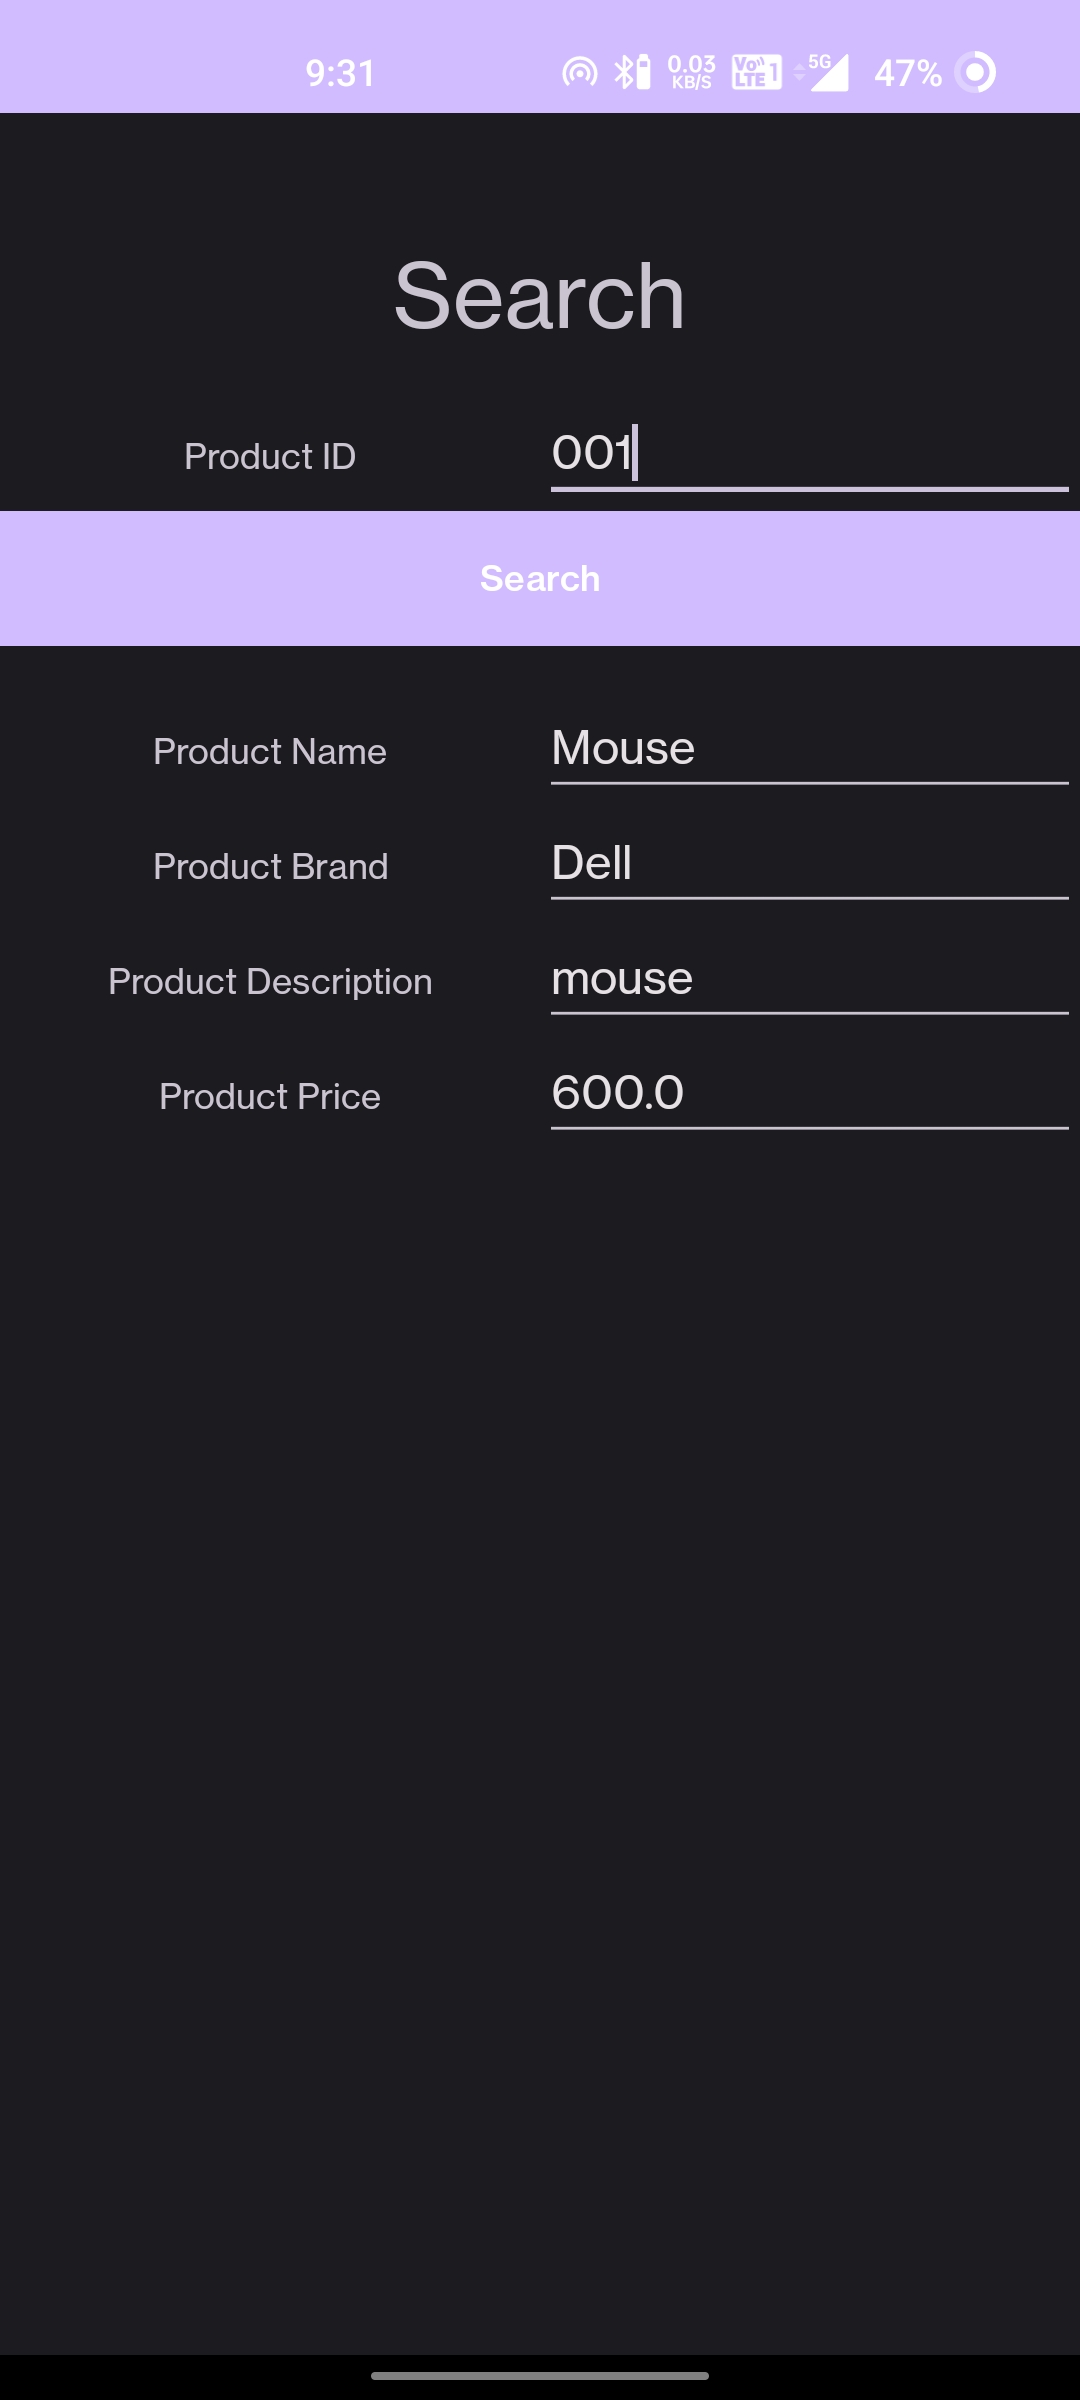 9:31 0.03 KB/S Vo LTE 1 5G 47%
Search
Product ID 001
Search
Product Name Mouse
Product Brand Dell
Product Description mouse
Product Price 600.0